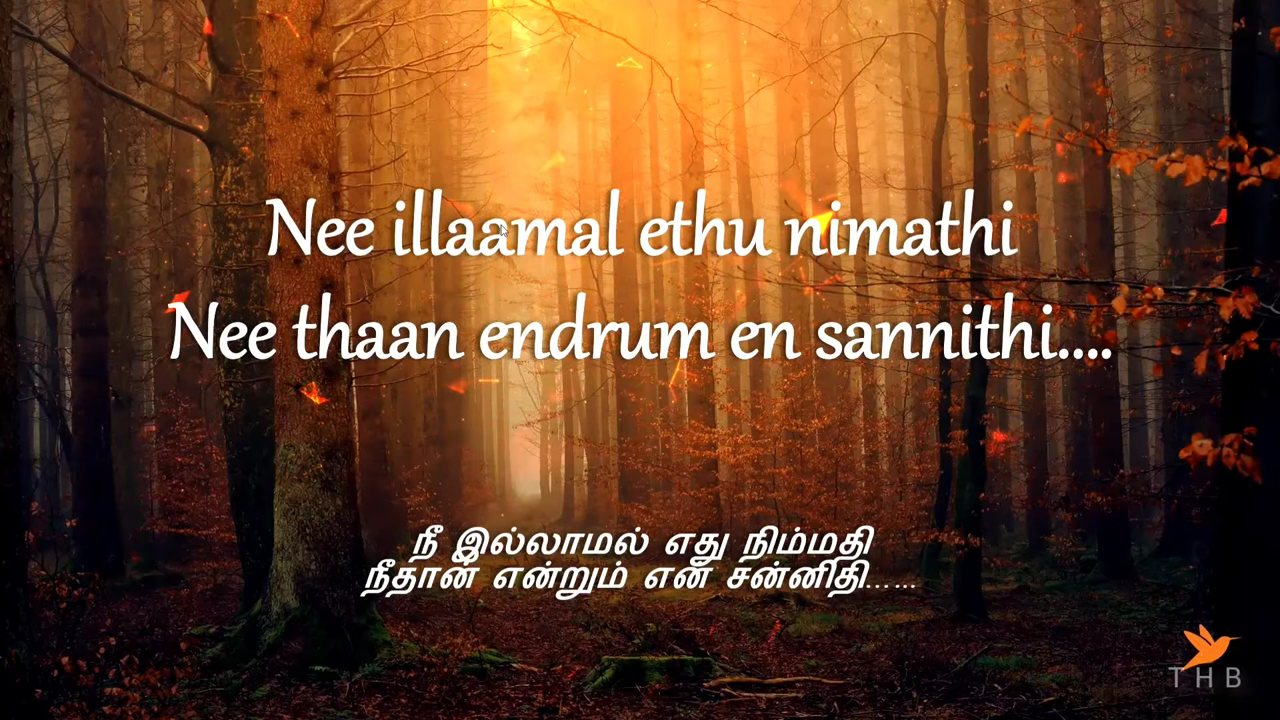 Nee illaamal ethu nimathi
Nee thaan endrum en sannithi....
நீ இல்லாமல் எது நிம்மதி
நீதான் என்றும் என் சன்னிதி......
THB